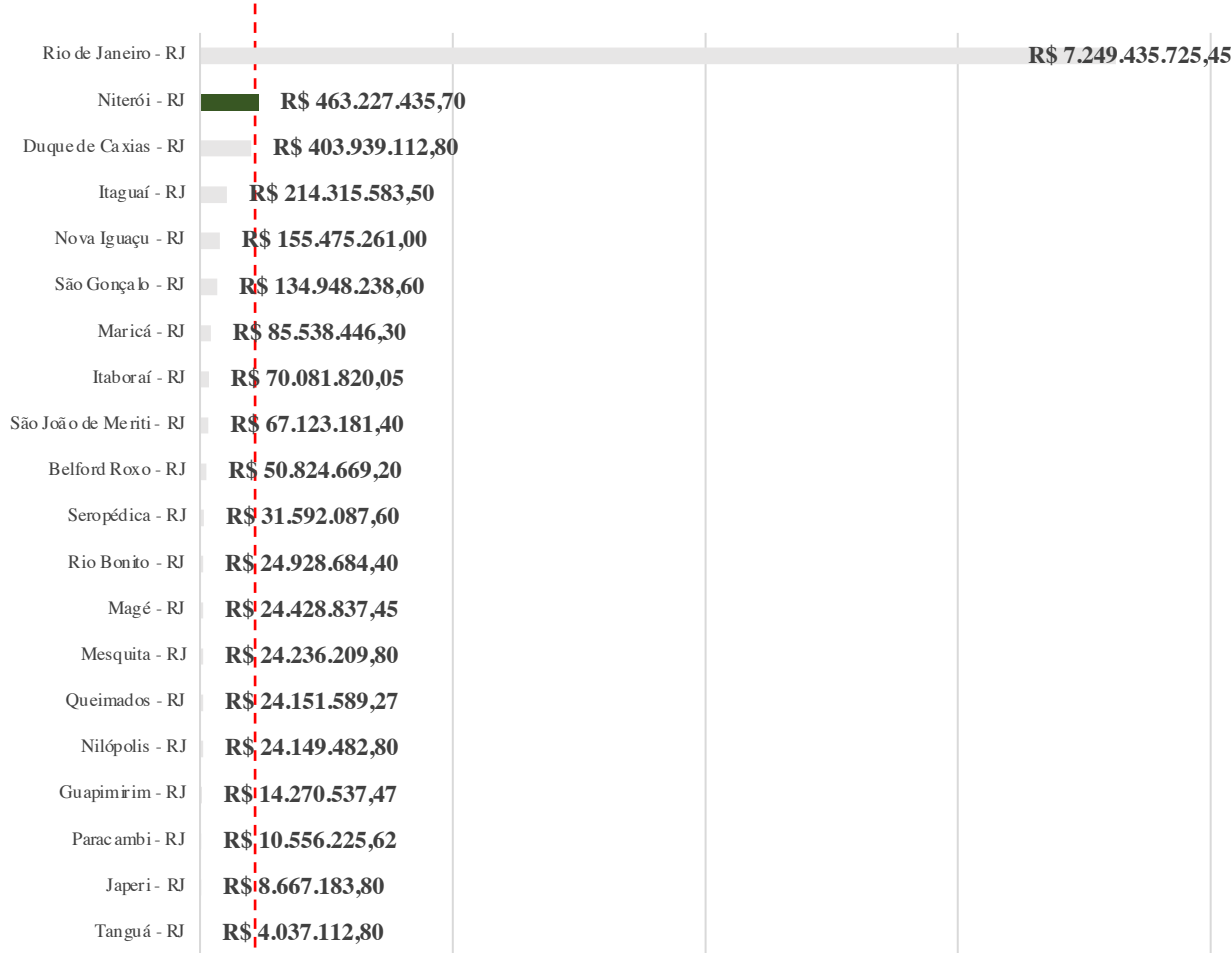 Rio de Janeiro - RJ R$ 7.249.435.725,45
Niterói - RJ R$ 463.227.435,70
Duque de Caxias - RJ R$ 403.939.112,80
Itaguaí - RJ R$ 214.315.583,50
Nova Iguaçu - RJ R$ 155.475.261,00
São Gonçalo - RJ R$ 134.948.238,60
Maricá - RJ R$ 85.538.446,30
Itaboraí - RJ R$ 70.081.820,05
São João de Meriti - RJ R$ 67.123.181,40
Belford Roxo - RJ R$ 50.824.669,20
Seropédica - RJ R$ 31.592.087,60
Rio Bonito - RJ R$ 24.928.684,40
Magé - RJ R$ 24.428.837,45
Mesquita - RJ R$ 24.236.209,80
Queimados - RJ R$ 24.151.589,27
Nilópolis - RJ R$ 24.149.482,80
Guapimirim - RJ R$ 14.270.537,47
Paracambi - RJ R$ 10.556.225,62
Japeri - RJ R$ 8.667.183,80
Tanguá - RJ R$ 4.037.112,80